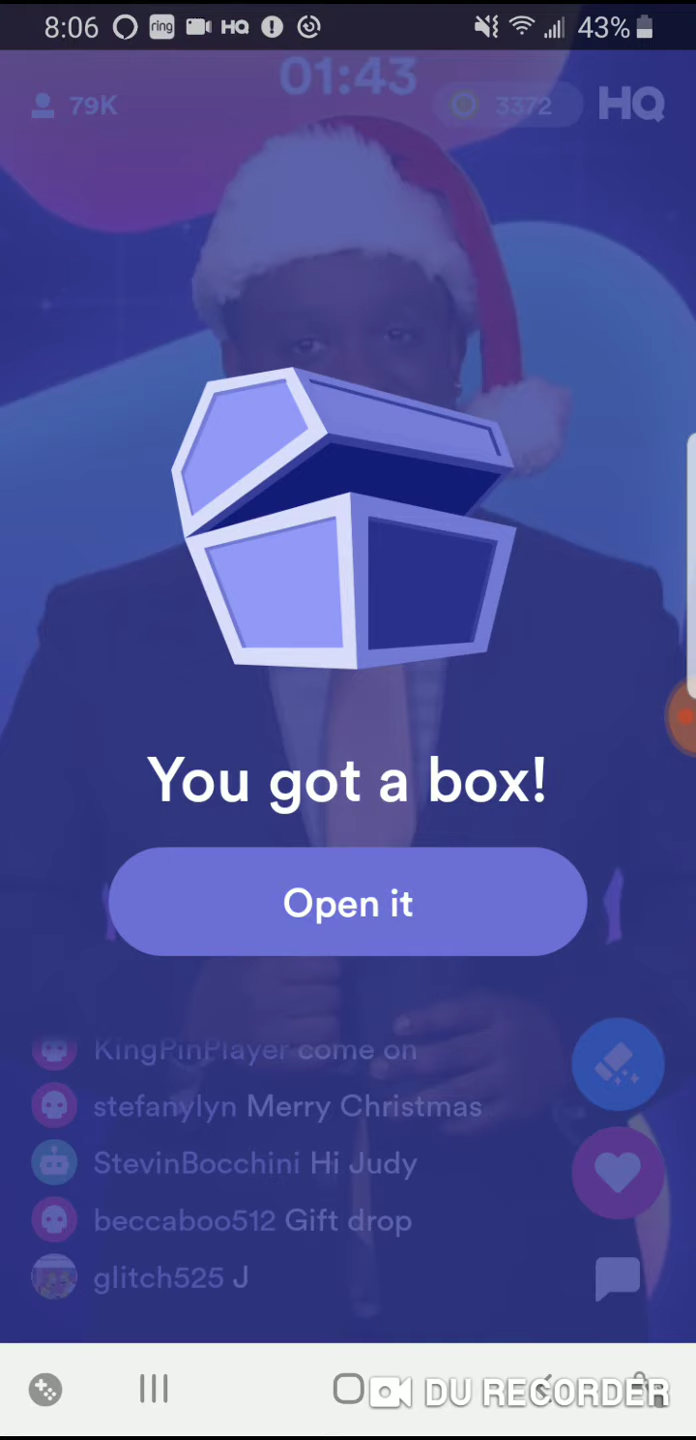 8:06 ring HQ 43%
01:43
79K 3372 HQ
You got a box!
Open it
KingPinPlayer come on
stefanylyn Merry Christmas
StevinBocchini Hi Judy
beccaboo512 Gift drop
glitch525 J
DU RECORDER